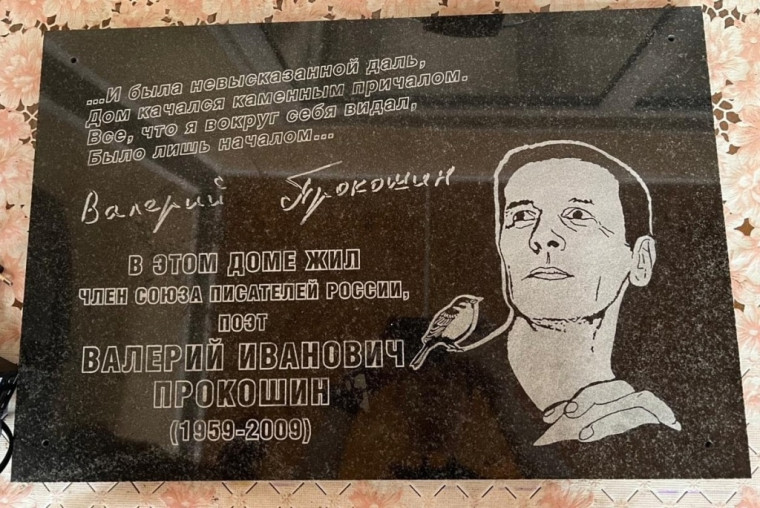 ...И была невысказанной даль,
Дом качался каменным причалом.
Все, что я вокруг себя видал,
Было лишь началом...
Валерий Прокошин
В ЭТОМ ДОМЕ ЖИЛ
ЧЛЕН СОЮЗА ПИСАТЕЛЕЙ РОССИИ,
ПОЭТ
ВАЛЕРИЙ ИВАНОВИЧ
ПРОКОШИН
(1959-2009)